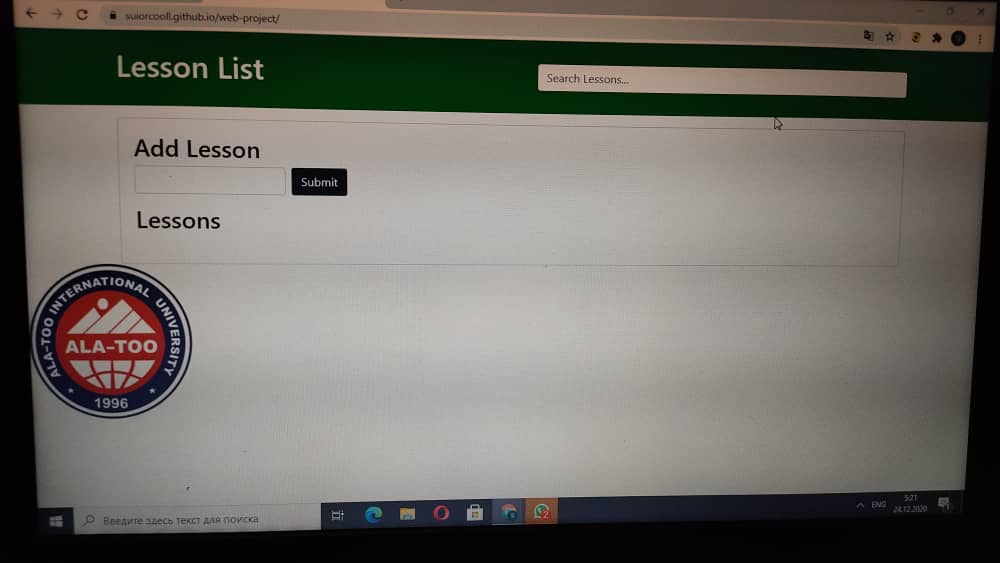 suiorcooll.github.io/web-project/
Lesson List
Search Lessons...
Add Lesson
Submit
Lessons
ALA-TOO INTERNATIONAL UNIVERSITY
ALA-TOO
1996
Введите здесь текст для поиска
2
ENG
5:21
24.12.2020